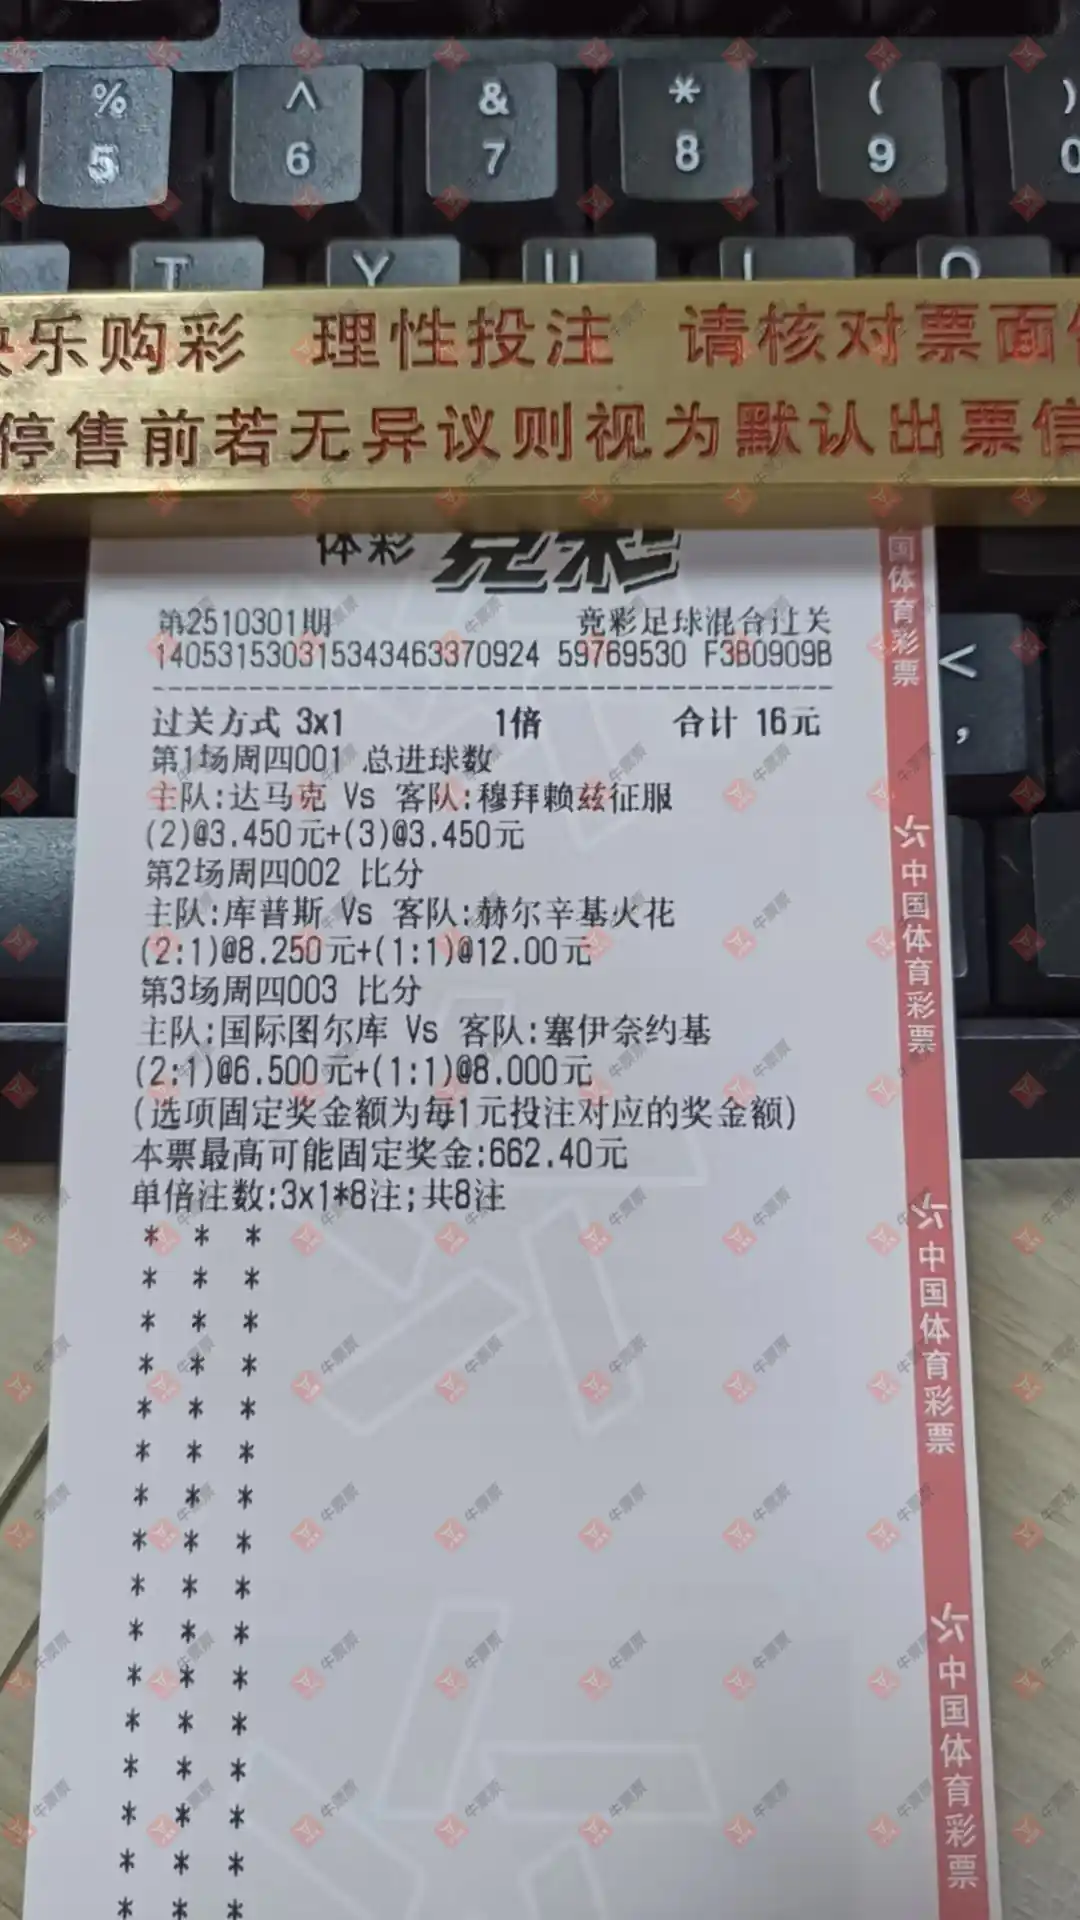 % ^ & * ( )
5 6 7 8 9 0
T Y U I O
乐购彩 理性投注 请核对票面
停售前若无异议则视为默认出票信
体彩 竞彩
第2510301期 竞彩足球混合过关
140531530315343463370924 59769530 F3B0909B
过关方式 3x1 1倍 合计 16元
第1场周四001 总进球数
主队:达马克 Vs 客队:穆拜赖兹征服
(2)@3.450元+(3)@3.450元
第2场周四002 比分
主队:库普斯 Vs 客队:赫尔辛基火花
(2:1)@8.250元+(1:1)@12.00元
第3场周四003 比分
主队:国际图尔库 Vs 客队:塞伊奈约基
(2:1)@6.500元+(1:1)@8.000元
(选项固定奖金额为每1元投注对应的奖金额)
本票最高可能固定奖金:662.40元
单倍注数:3x1*8注;共8注
国体育彩票
中国体育彩票
中国体育彩票
中国体育彩票
<
,
牛票票